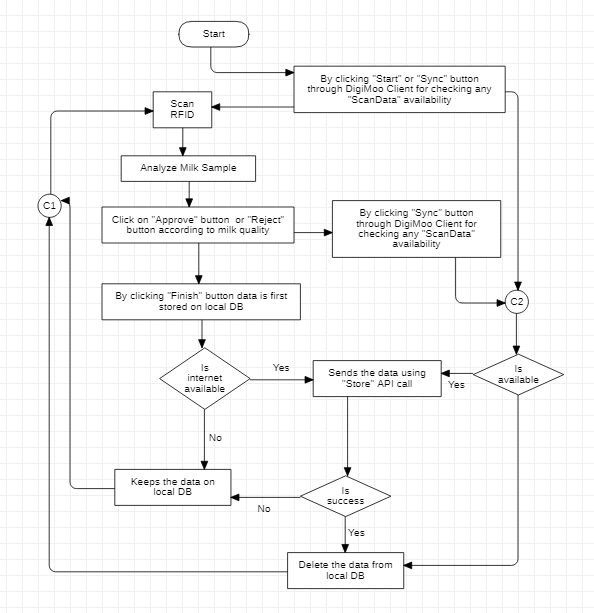 Start
By clicking "Start" or "Sync" button
through DigiMoo Client for checking any
"ScanData" availability
Scan
RFID
Analyze Milk Sample
C1
Click on "Approve" button  or "Reject"
button according to milk quality
By clicking "Sync" button
through DigiMoo Client for
checking any "ScanData"
availability
By clicking "Finish" button data is first
stored on local DB
C2
Is
internet
available
Yes
Sends the data using
"Store" API call
Yes
Is
available
No
Keeps the data on
local DB
No
Is
success
Yes
Delete the data from
local DB